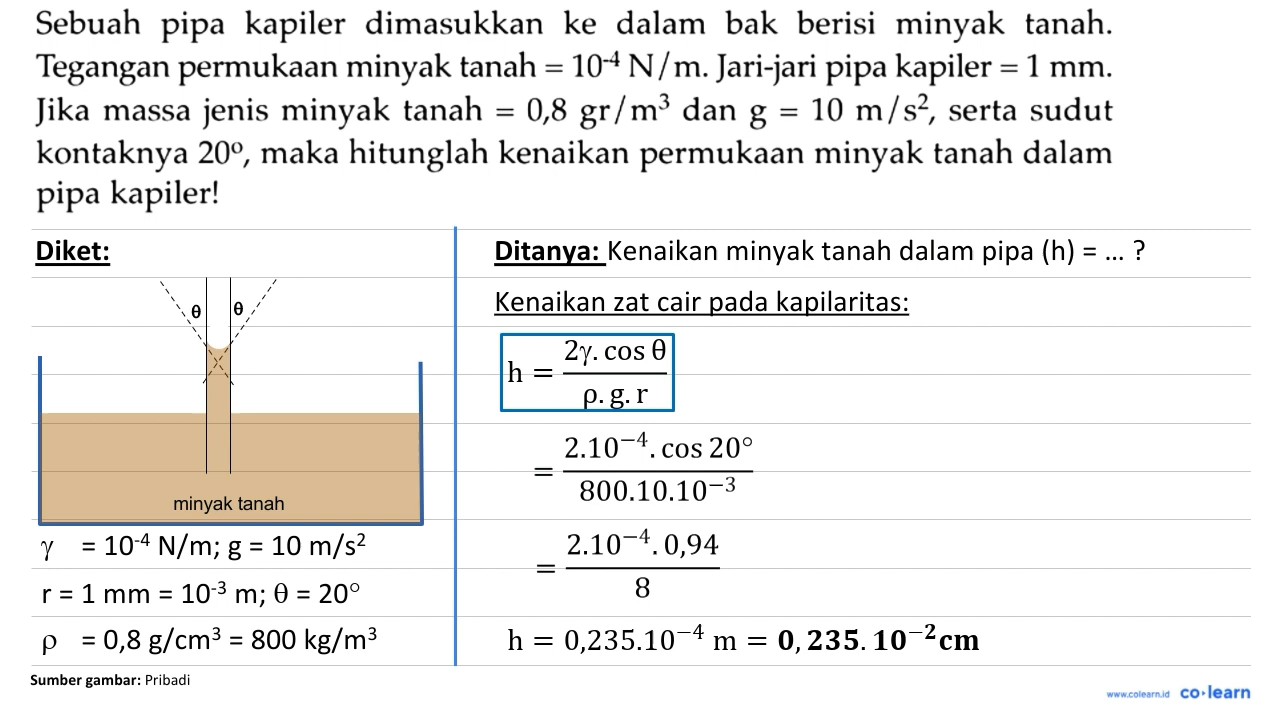 Sebuah pipa kapiler dimasukkan ke dalam bak berisi minyak tanah.
Tegangan permukaan minyak tanah = 10⁻⁴ N/m. Jari-jari pipa kapiler = 1 mm.
Jika massa jenis minyak tanah = 0,8 gr/m³ dan g = 10 m/s², serta sudut
kontaknya 20º, maka hitunglah kenaikan permukaan minyak tanah dalam
pipa kapiler!
Diket:
θ θ
minyak tanah
γ = 10⁻⁴ N/m; g = 10 m/s²
r = 1 mm = 10⁻³ m; θ = 20°
ρ = 0,8 g/cm³ = 800 kg/m³
Sumber gambar: Pribadi
Ditanya: Kenaikan minyak tanah dalam pipa (h) = ... ?
Kenaikan zat cair pada kapilaritas:
h = 2γ. cos θ / ρ. g. r
= 2.10⁻⁴. cos 20° / 800.10.10⁻³
= 2.10⁻⁴. 0,94 / 8
h = 0,235.10⁻⁴ m = 0, 235. 10⁻² cm
www.colearn.id co·learn